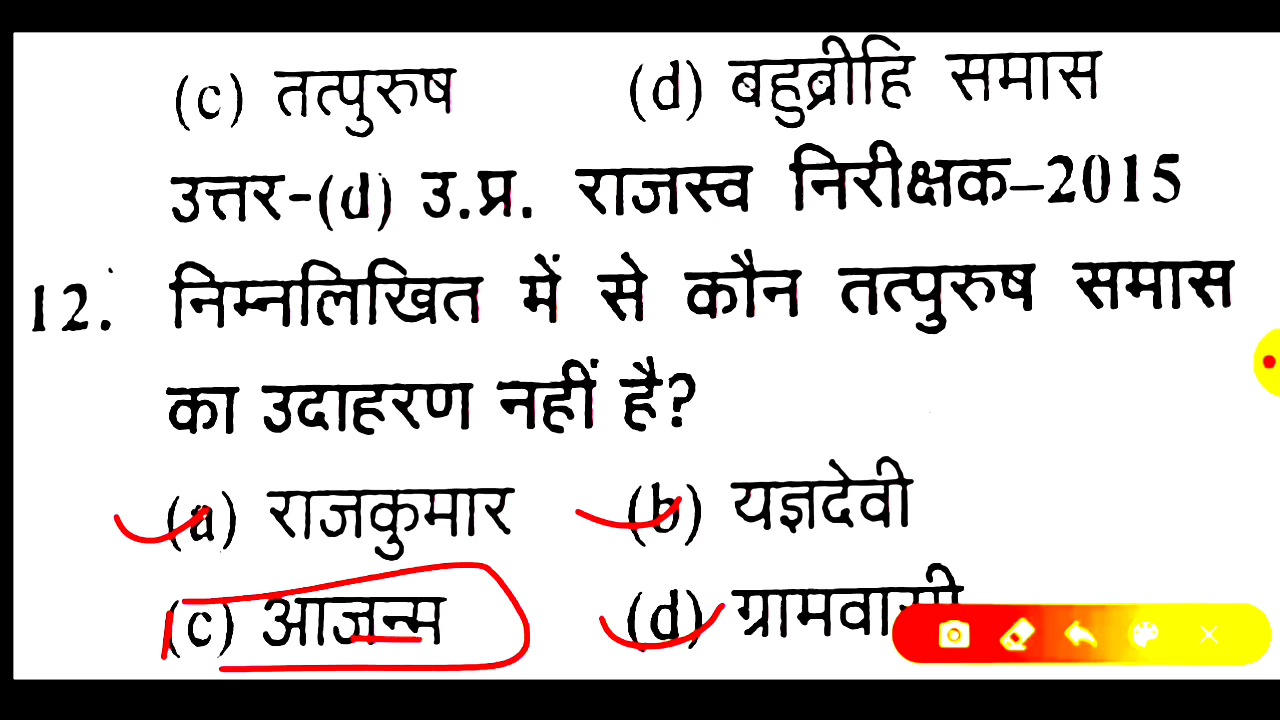 (c) तत्पुरुष (d) बहुब्रीहि समास
उत्तर-(d) उ.प्र. राजस्व निरीक्षक–2015
12. निम्नलिखित में से कौन तत्पुरुष समास
का उदाहरण नहीं है?
(a) राजकुमार (b) यज्ञदेवी
(c) आजन्म (d)